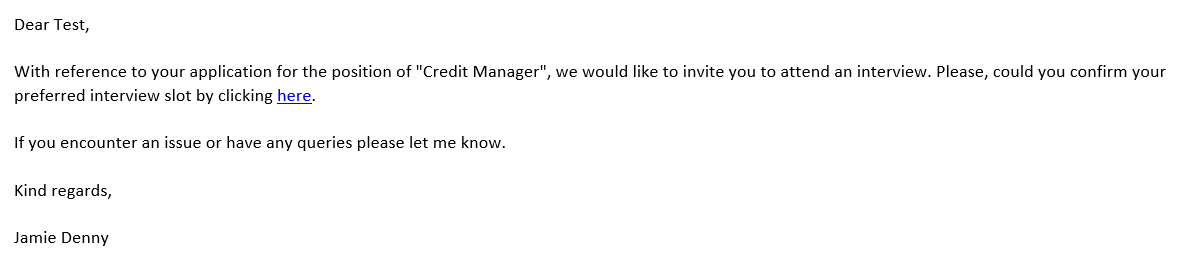 Dear Test,
With reference to your application for the position of "Credit Manager", we would like to invite you to attend an interview. Please, could you confirm your
preferred interview slot by clicking here.
If you encounter an issue or have any queries please let me know.
Kind regards,
Jamie Denny